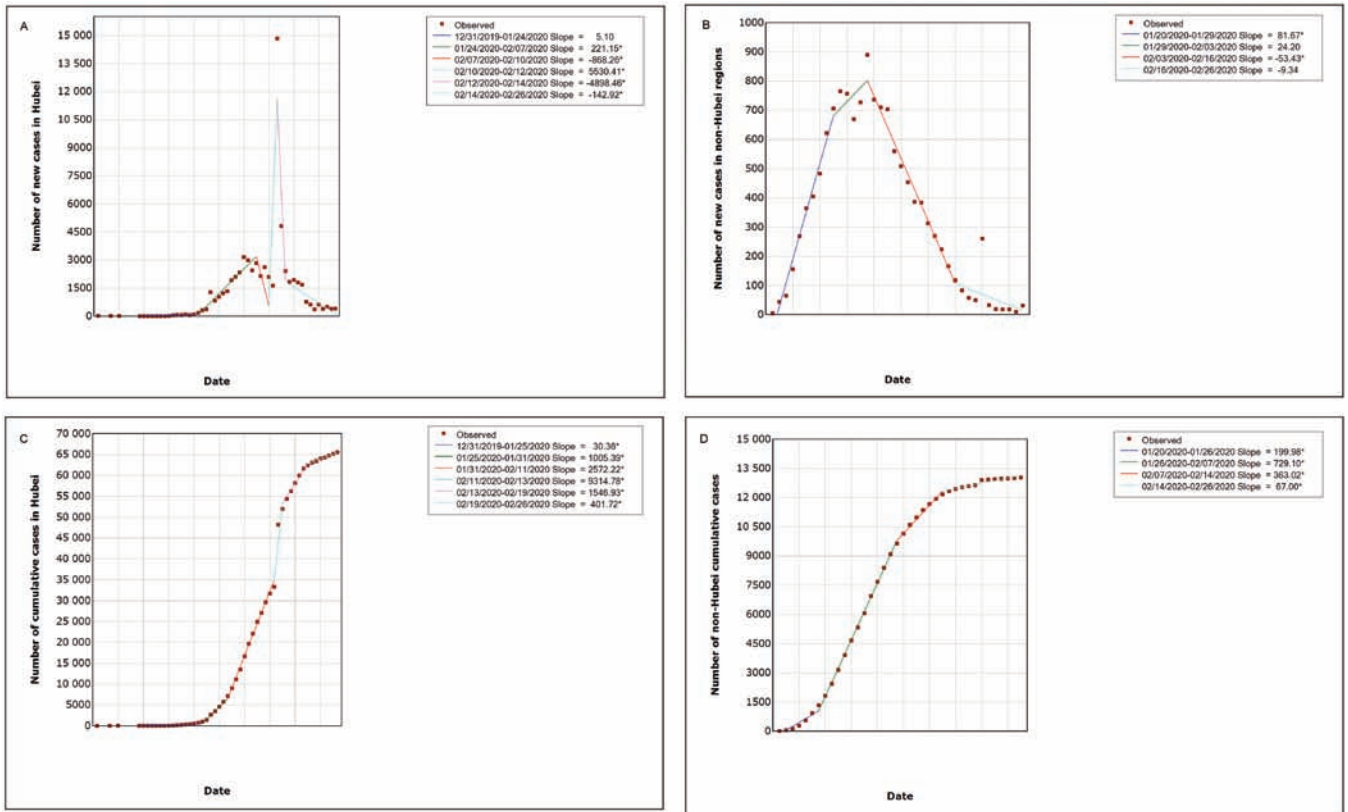 A
Number of new cases in Hubei
15 000
13 500
12 000
10 500
9000
7500
6000
4500
3000
1500
0
Date
Observed
12/31/2019-01/24/2020 Slope = 5.10
01/24/2020-02/07/2020 Slope = 221.15*
02/07/2020-02/10/2020 Slope = -868.26*
02/10/2020-02/12/2020 Slope = 5530.41*
02/12/2020-02/14/2020 Slope = -4898.46*
02/14/2020-02/26/2020 Slope = -142.92*
B
Number of new cases in non-Hubei regions
1000
900
800
700
600
500
400
300
200
100
0
Date
Observed
01/20/2020-01/29/2020 Slope = 81.67*
01/29/2020-02/03/2020 Slope = 24.20
02/03/2020-02/16/2020 Slope = -53.43*
02/16/2020-02/26/2020 Slope = -9.34
C
Number of cumulative cases in Hubei
70 000
65 000
60 000
55 000
50 000
45 000
40 000
35 000
30 000
25 000
20 000
15 000
10 000
5000
0
Date
Observed
12/31/2019-01/25/2020 Slope = 30.36*
01/25/2020-01/31/2020 Slope = 1005.39*
01/31/2020-02/11/2020 Slope = 2572.22*
02/11/2020-02/13/2020 Slope = 9314.78*
02/13/2020-02/19/2020 Slope = 1546.93*
02/19/2020-02/26/2020 Slope = 401.72*
D
Number of non-Hubei cumulative cases
15 000
13 500
12 000
10 500
9000
7500
6000
4500
3000
1500
0
Date
Observed
01/20/2020-01/26/2020 Slope = 199.98*
01/26/2020-02/07/2020 Slope = 729.10*
02/07/2020-02/14/2020 Slope = 363.02*
02/14/2020-02/26/2020 Slope = 67.00*